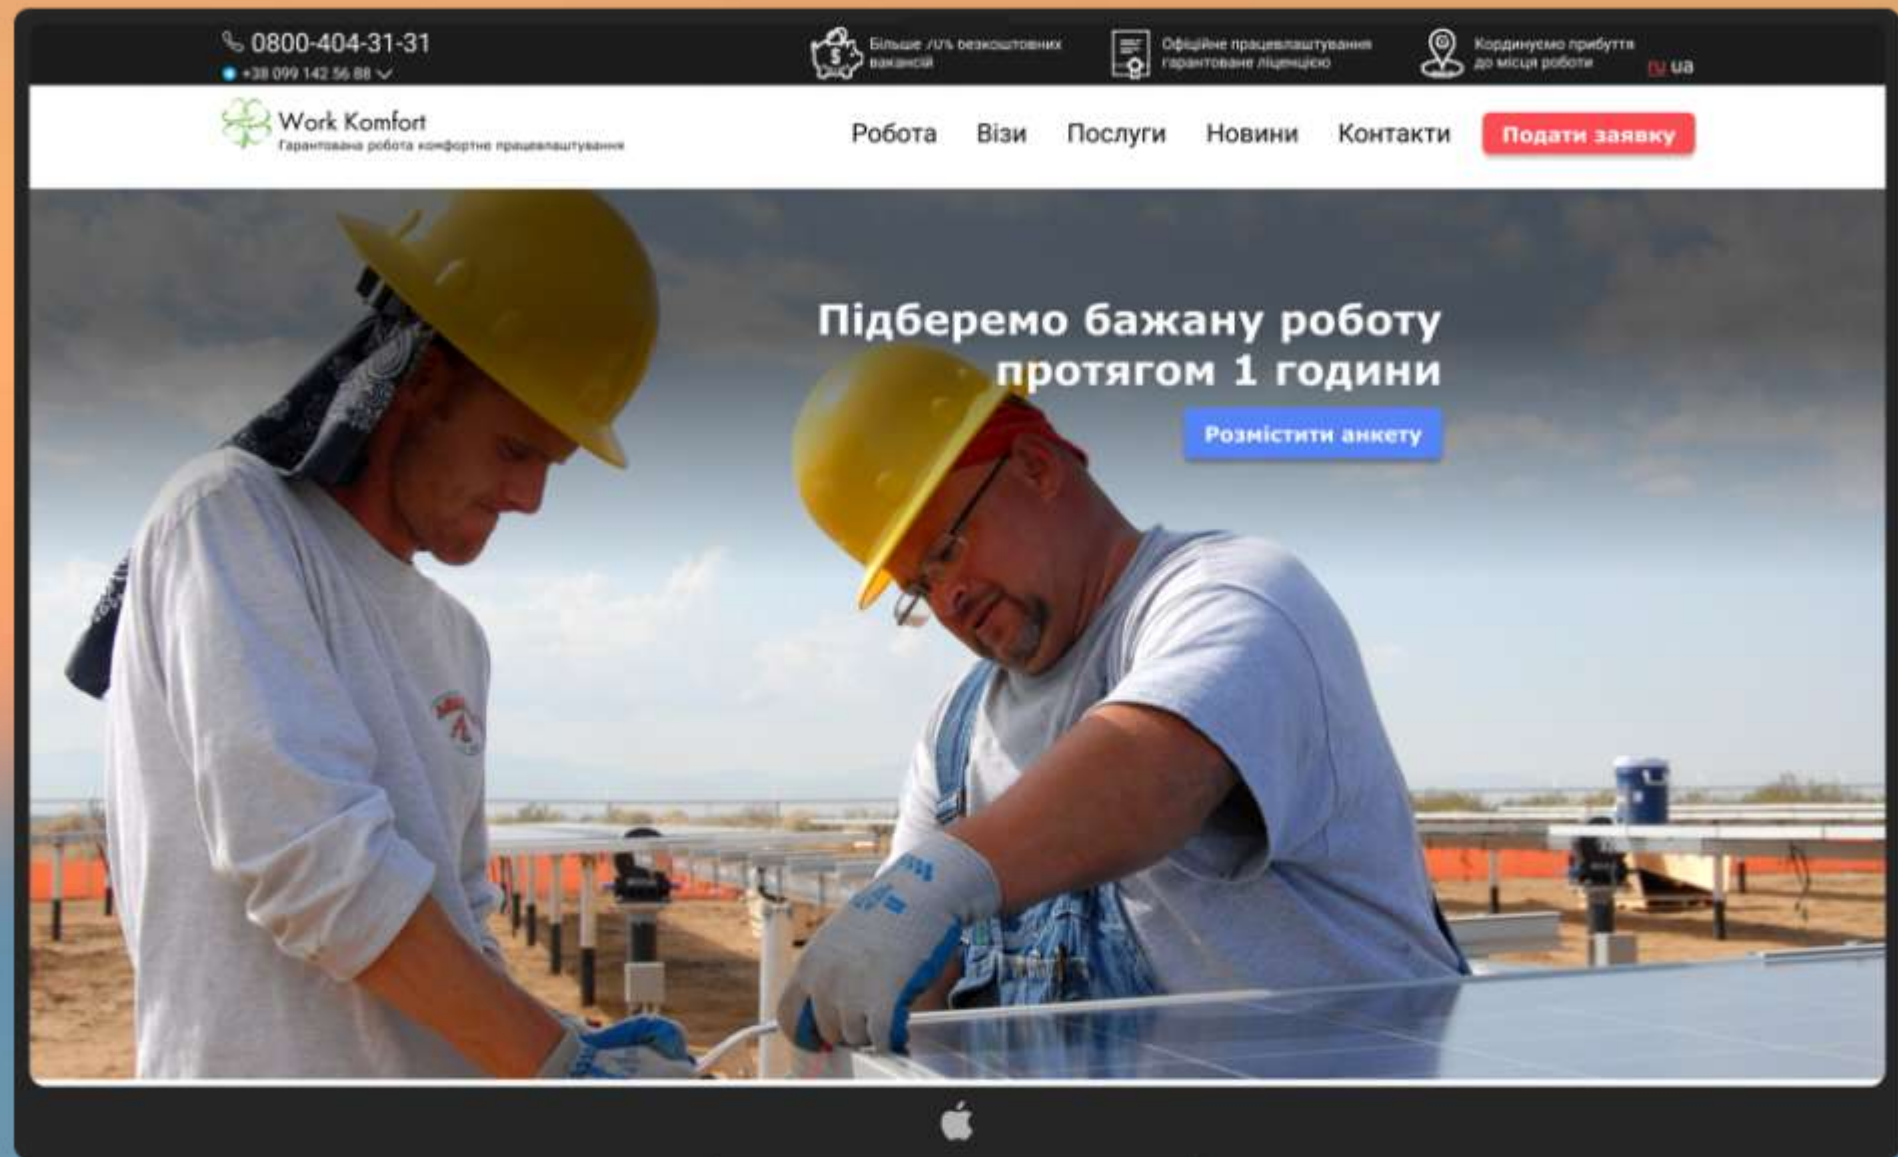 0800-404-31-31
+38 099 142 56 88
Більше 70% безкоштовних
вакансій
Офіційне працевлаштування
гарантоване ліцензією
Кординуємо прибуття
до місця роботи
ru ua
Work Komfort
Гарантована робота комфортне працевлаштування
Робота Візи Послуги Новини Контакти Подати заявку
Підберемо бажану роботу
протягом 1 години
Розмістити анкету